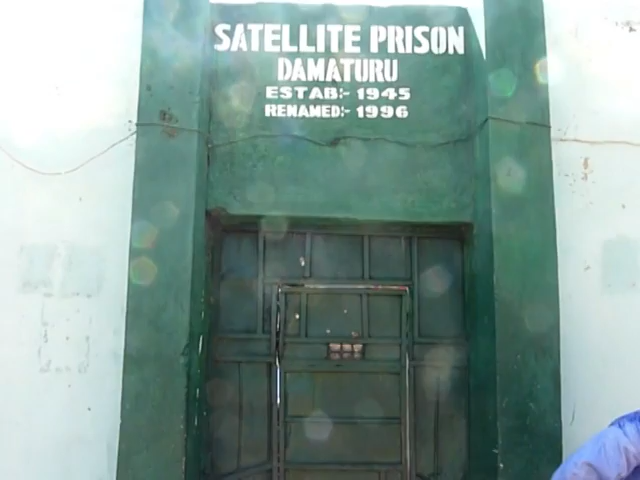 SATELLITE PRISON
DAMATURU
ESTAB:- 1945
RENAMED:- 1996